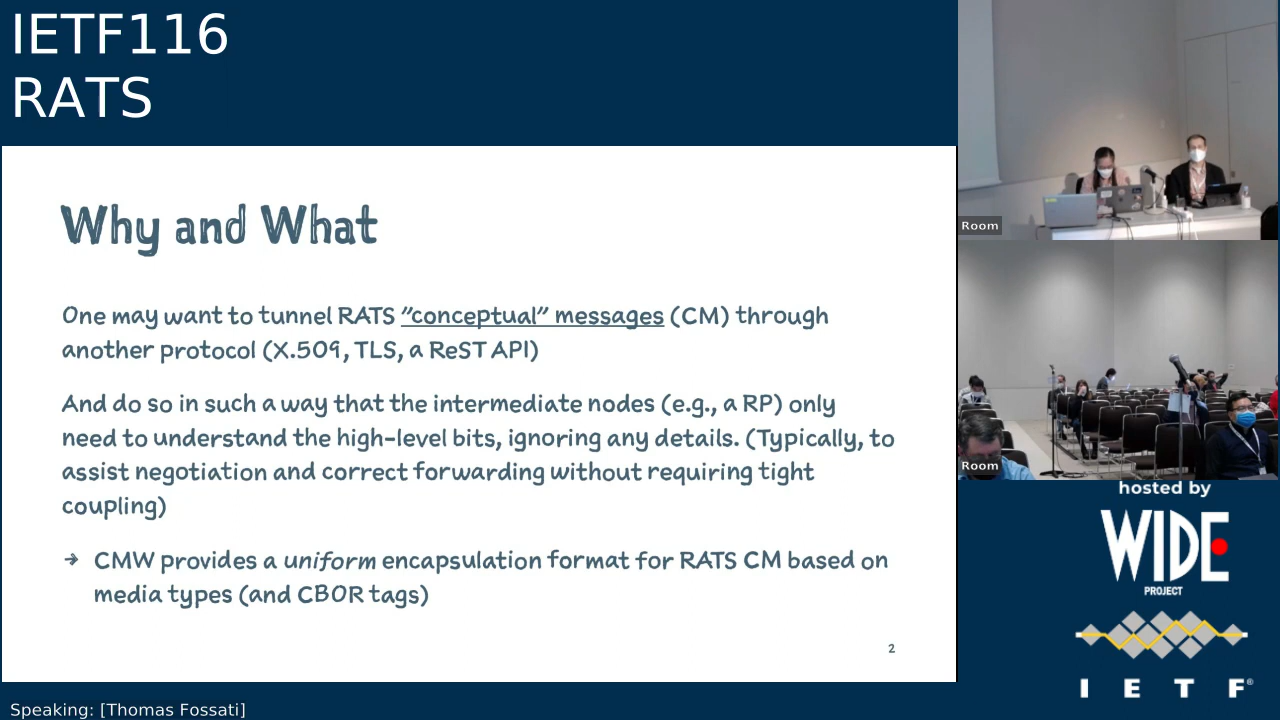 IETF116
RATS
Why and What
One may want to tunnel RATS “conceptual” messages (CM) through
another protocol (X.509, TLS, a ReST API)
And do so in such a way that the intermediate nodes (e.g., a RP) only
need to understand the high-level bits, ignoring any details. (Typically, to
assist negotiation and correct forwarding without requiring tight
coupling)
→ CMW provides a uniform encapsulation format for RATS CM based on
media types (and CBOR tags)
2
Speaking: [Thomas Fossati]
Room
Room
hosted by
WIDE
PROJECT
I E T F®